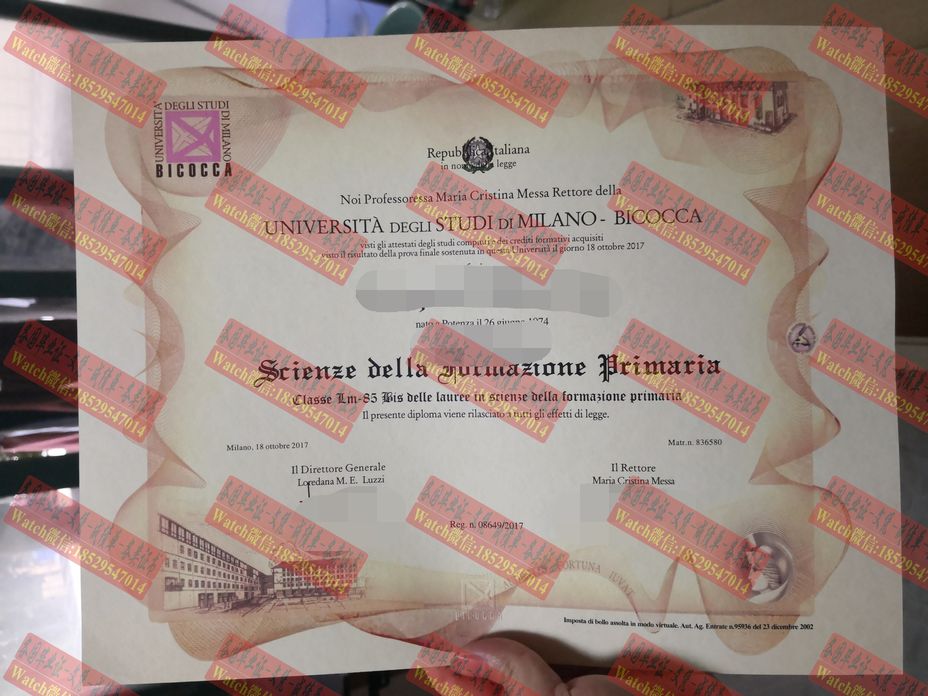 UNIVERSITÀ
DEGLI STUDI
DI MILANO
BICOCCA
Repubblica Italiana
in nome legge
Noi Professoressa Maria Cristina Messa Rettore della
UNIVERSITÀ DEGLI STUDI DI MILANO - BICOCCA
visti gli attestati degli studi compiuti e dei crediti formativi acquisiti
visto il risultato della prova finale sostenuta in questa Università il giorno 18 ottobre 2017
nato a Potenza il 26 giugno 1974
Scienze della formazione Primaria
Classe Lm-85 Bis delle lauree in scienze della formazione primaria
Il presente diploma viene rilasciato a tutti gli effetti di legge.
Milano, 18 ottobre 2017
Matr.n. 836580
Il Direttore Generale
Loredana M. E. Luzzi
Il Rettore
Maria Cristina Messa
Reg. n. 08649/2017
FORTUNA IUVAT
BICOCCA
Imposta di bollo assolta in modo virtuale. Aut. Ag. Entrate n.95936 del 23 dicembre 2002
Watch微信:18529547014